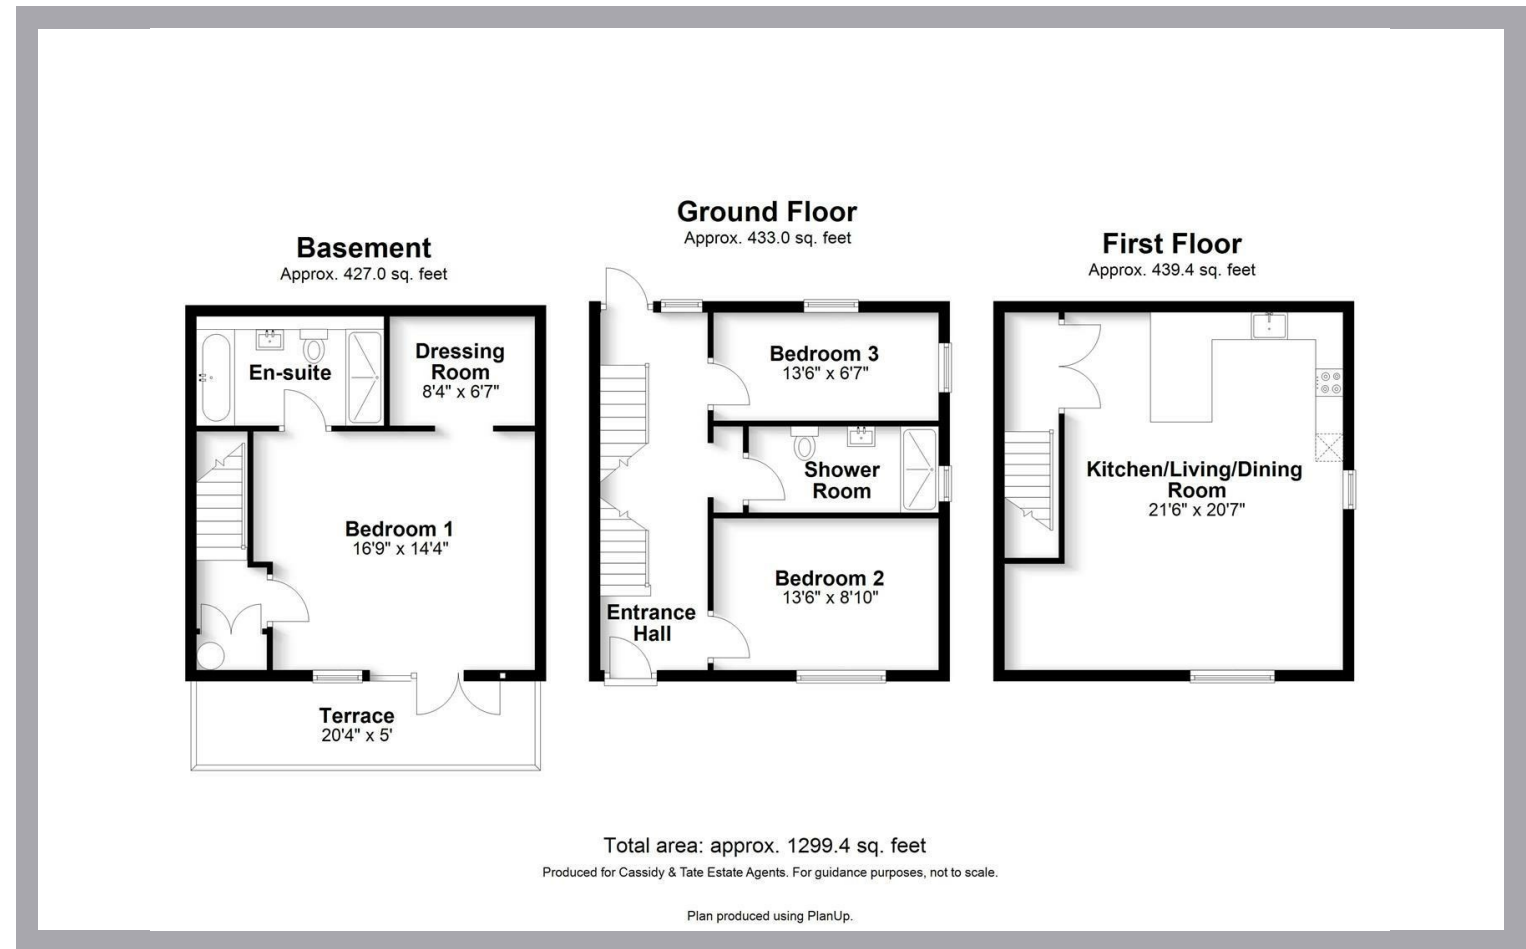 Basement
Approx. 427.0 sq. feet
En-suite
Dressing
Room
8'4" x 6'7"
Bedroom 1
16'9" x 14'4"
Terrace
20'4" x 5'
Ground Floor
Approx. 433.0 sq. feet
Bedroom 3
13'6" x 6'7"
Shower
Room
Bedroom 2
13'6" x 8'10"
Entrance
Hall
First Floor
Approx. 439.4 sq. feet
Kitchen/Living/Dining
Room
21'6" x 20'7"
Total area: approx. 1299.4 sq. feet
Produced for Cassidy & Tate Estate Agents. For guidance purposes, not to scale.
Plan produced using PlanUp.